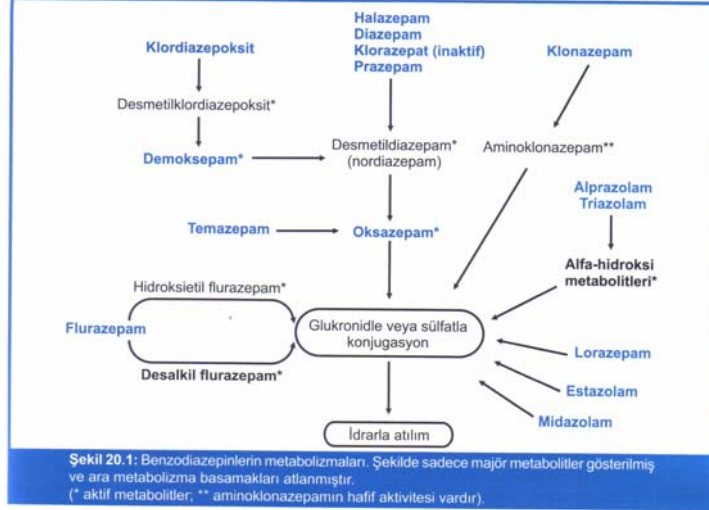 Halazepam
Diazepam
Klorazepat (inaktif)
Prazepam
Klordiazepoksit
Klonazepam
Desmetilklordiazepoksit*
Demoksepam*
Desmetildiazepam*
(nordiazepam)
Aminoklonazepam**
Alprazolam
Triazolam
Temazepam
Oksazepam*
Alfa-hidroksi
metabolitleri*
Hidroksietil flurazepam*
Flurazepam
Glukronidle veya sülfatla
konjugasyon
Desalkil flurazepam*
Lorazepam
Estazolam
Midazolam
İdrarla atılım
Şekil 20.1: Benzodiazepinlerin metabolizmaları. Şekilde sadece majör metabolitler gösterilmiş
ve ara metabolizma basamakları atlanmıştır.
(* aktif metabolitler; ** aminoklonazepamın hafif aktivitesi vardır).